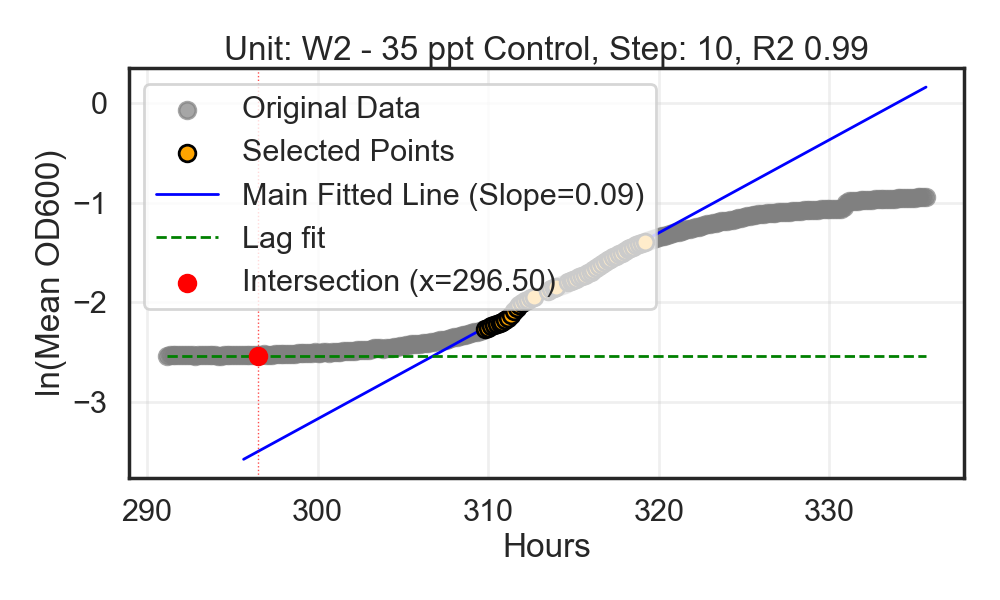 Unit: W2 - 35 ppt Control, Step: 10, R2 0.99
Original Data
Selected Points
Main Fitted Line (Slope=0.09)
Lag fit
Intersection (x=296.50)
ln(Mean OD600)
0
−1
−2
−3
290 300 310 320 330
Hours